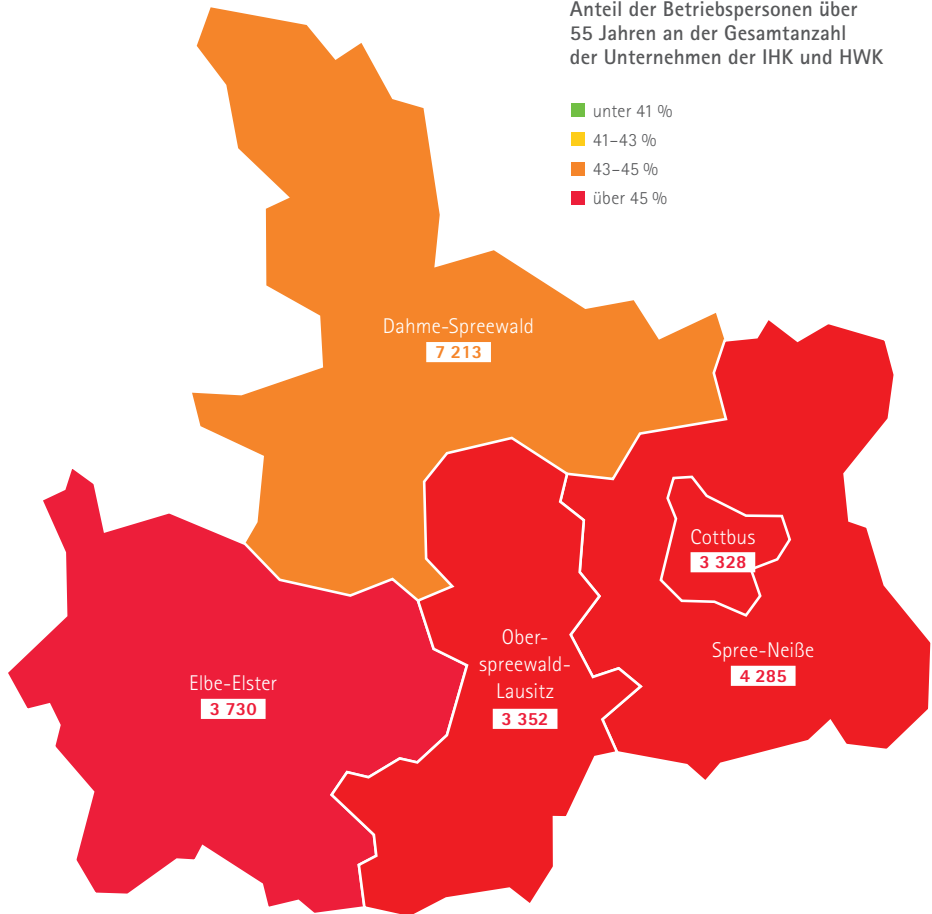 Anteil der Betriebspersonen über
55 Jahren an der Gesamtanzahl
der Unternehmen der IHK und HWK
unter 41 %
41–43 %
43–45 %
über 45 %
Dahme-Spreewald
7 213
Cottbus
3 328
Spree-Neiße
4 285
Ober-
spreewald-
Lausitz
3 352
Elbe-Elster
3 730